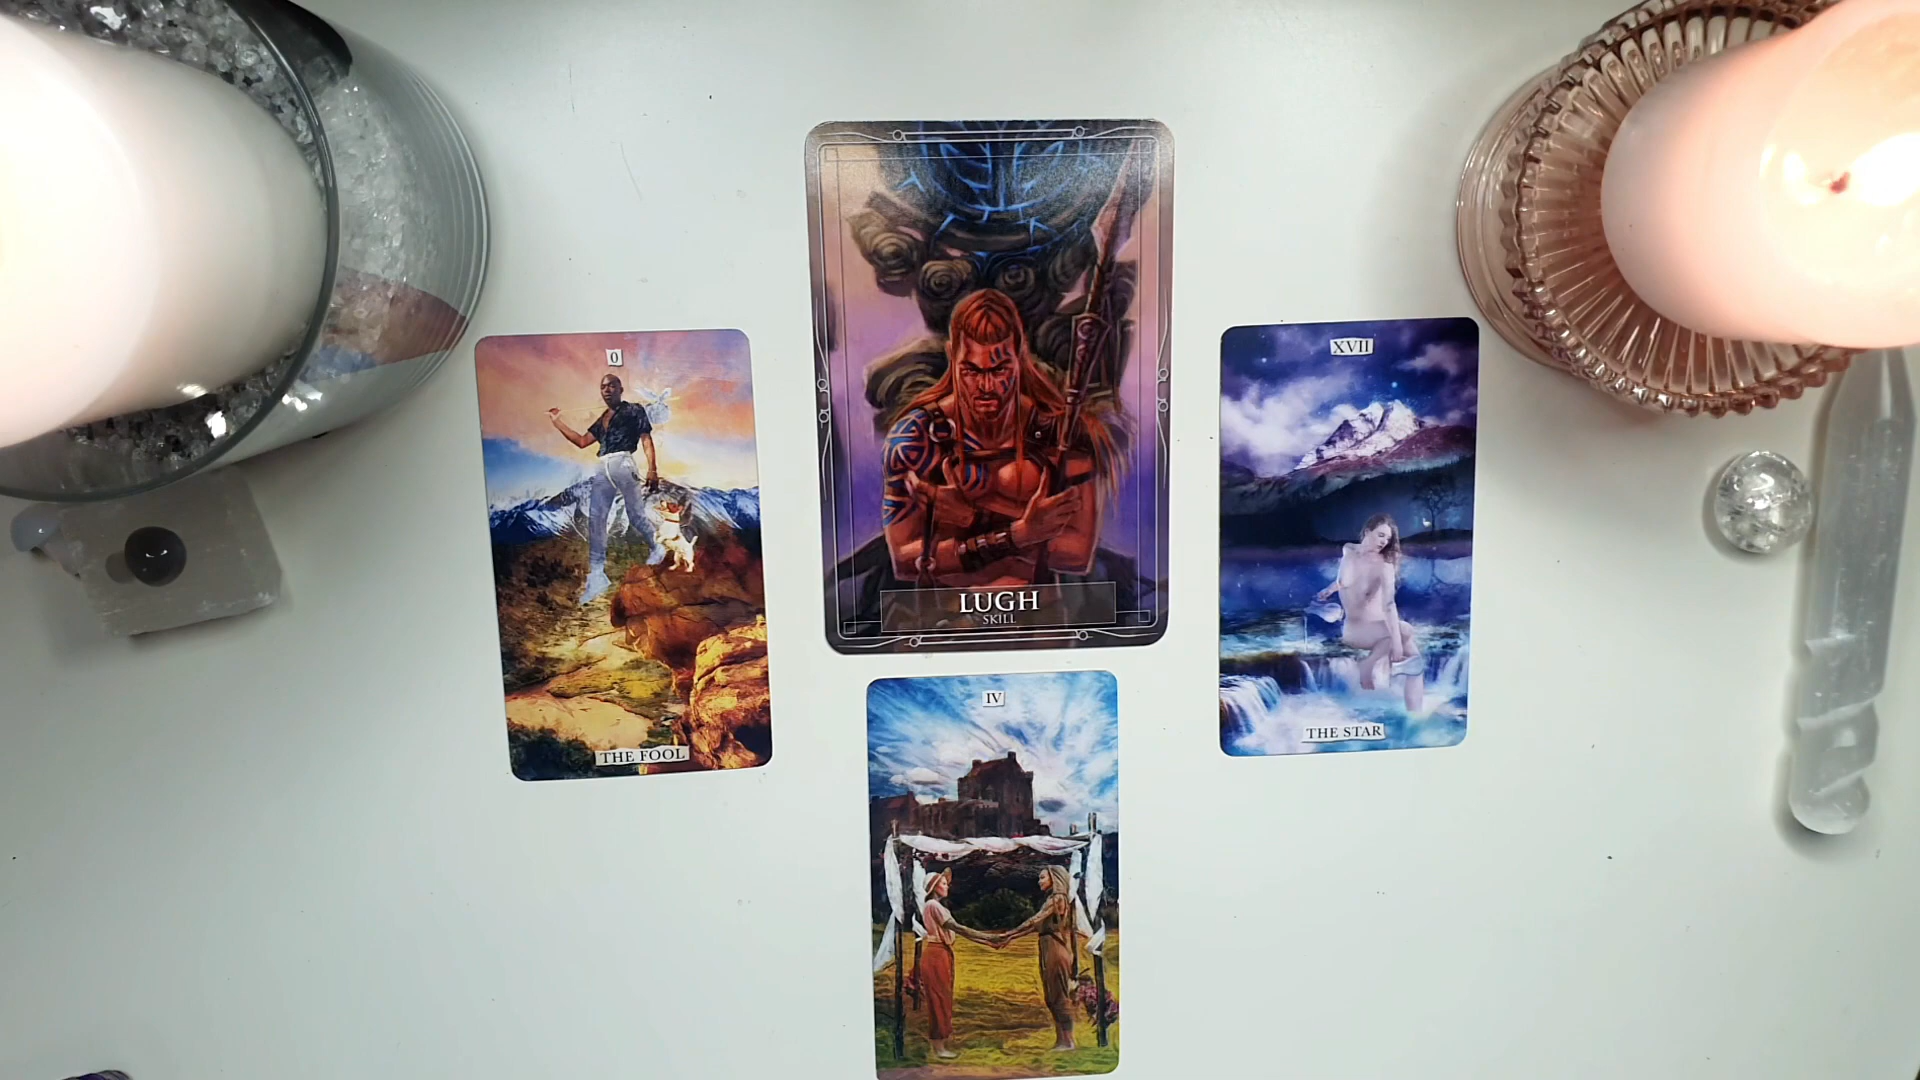 0
THE FOOL
LUGH
SKILL
XVII
THE STAR
IV